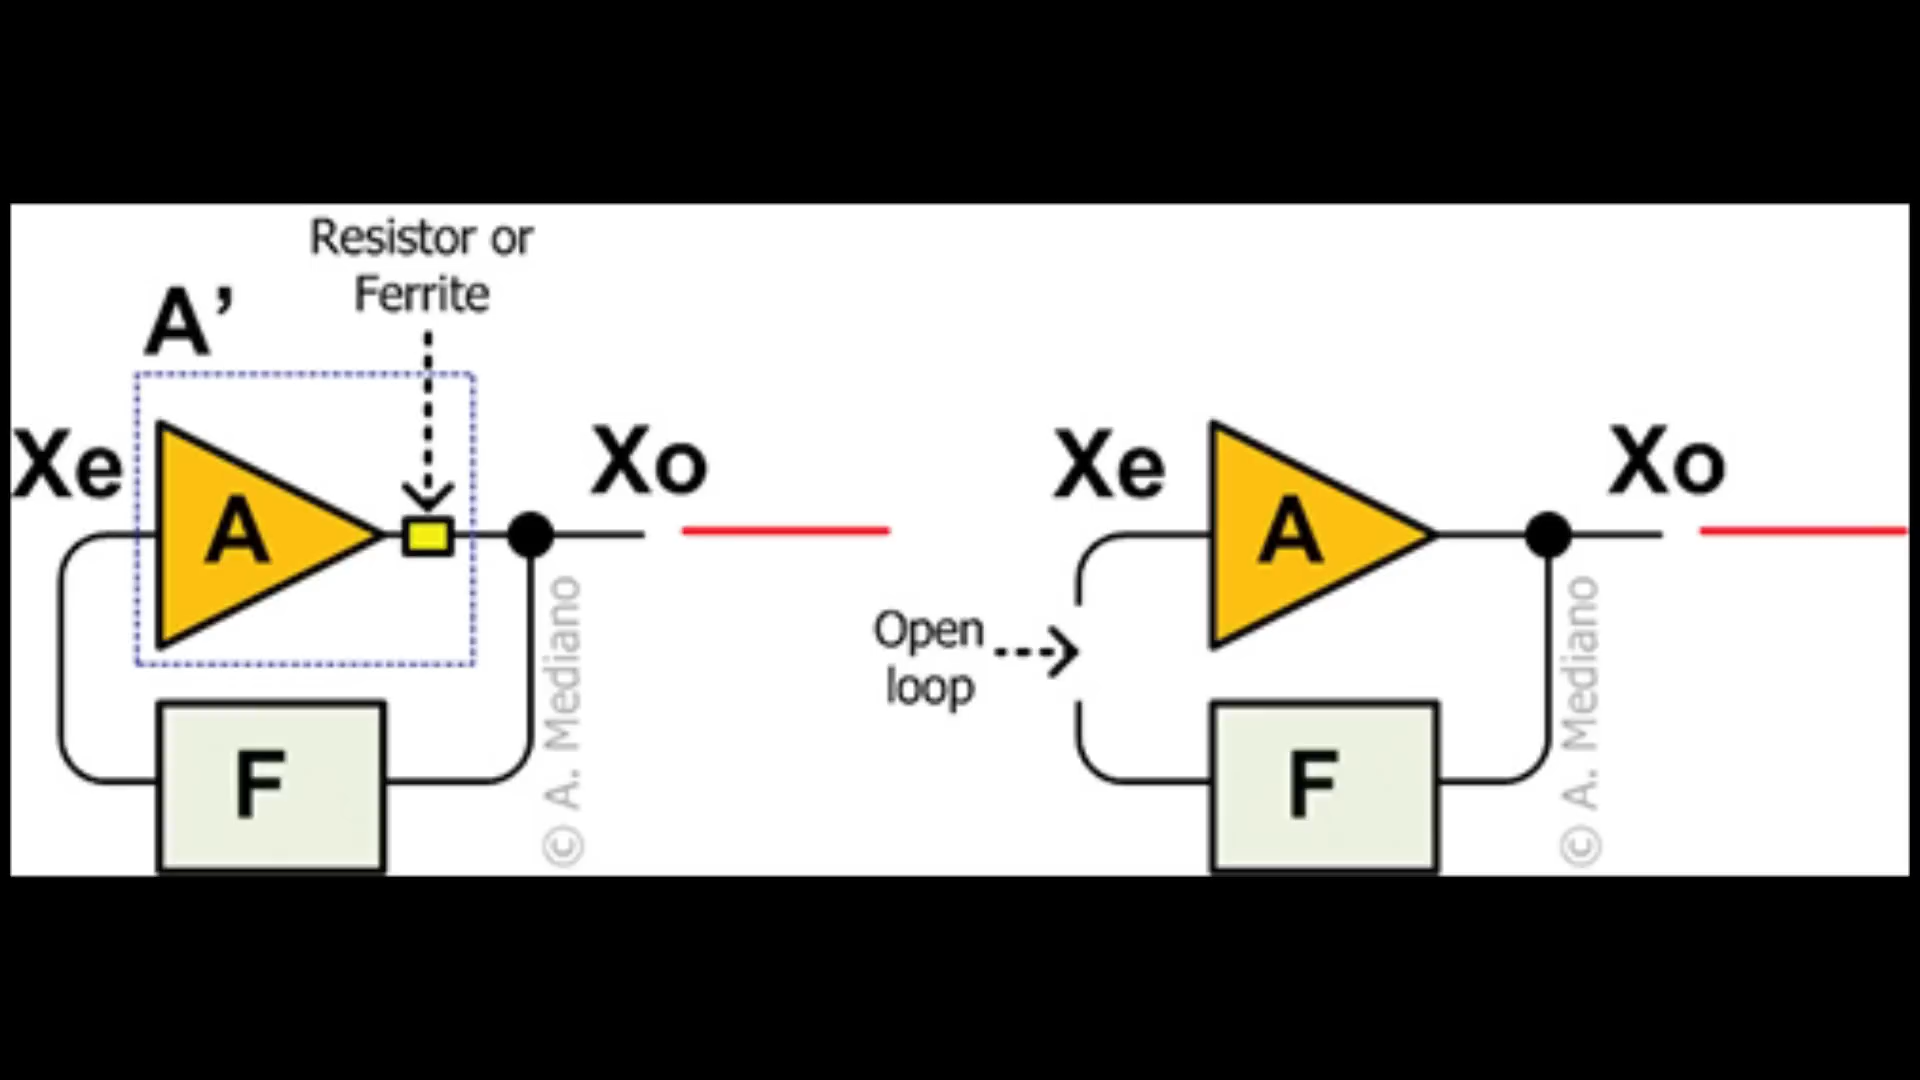 Resistor or
Ferrite
A’
Xe
A
Xo
F
© A. Mediano
Xe
A
Xo
Open
loop
F
© A. Mediano